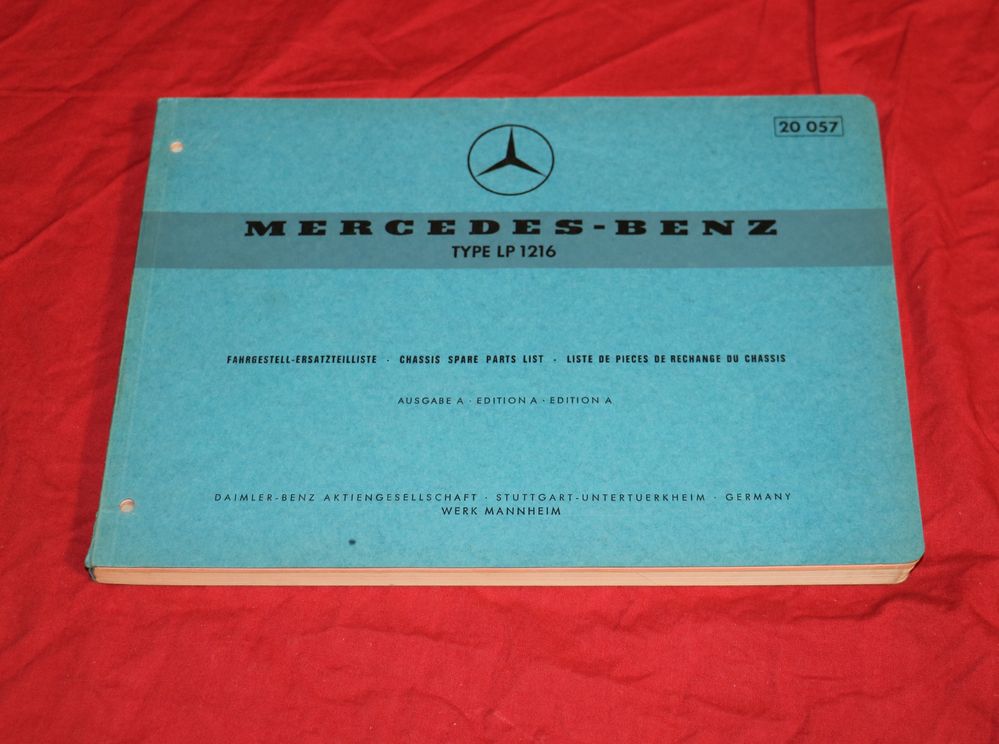 20 057
MERCEDES-BENZ
TYPE LP 1216
FAHRGESTELL-ERSATZTEILLISTE · CHASSIS SPARE PARTS LIST · LISTE DE PIECES DE RECHANGE DU CHASSIS
AUSGABE A · EDITION A · EDITION A
DAIMLER-BENZ AKTIENGESELLSCHAFT · STUTTGART-UNTERTUERKHEIM · GERMANY
WERK MANNHEIM